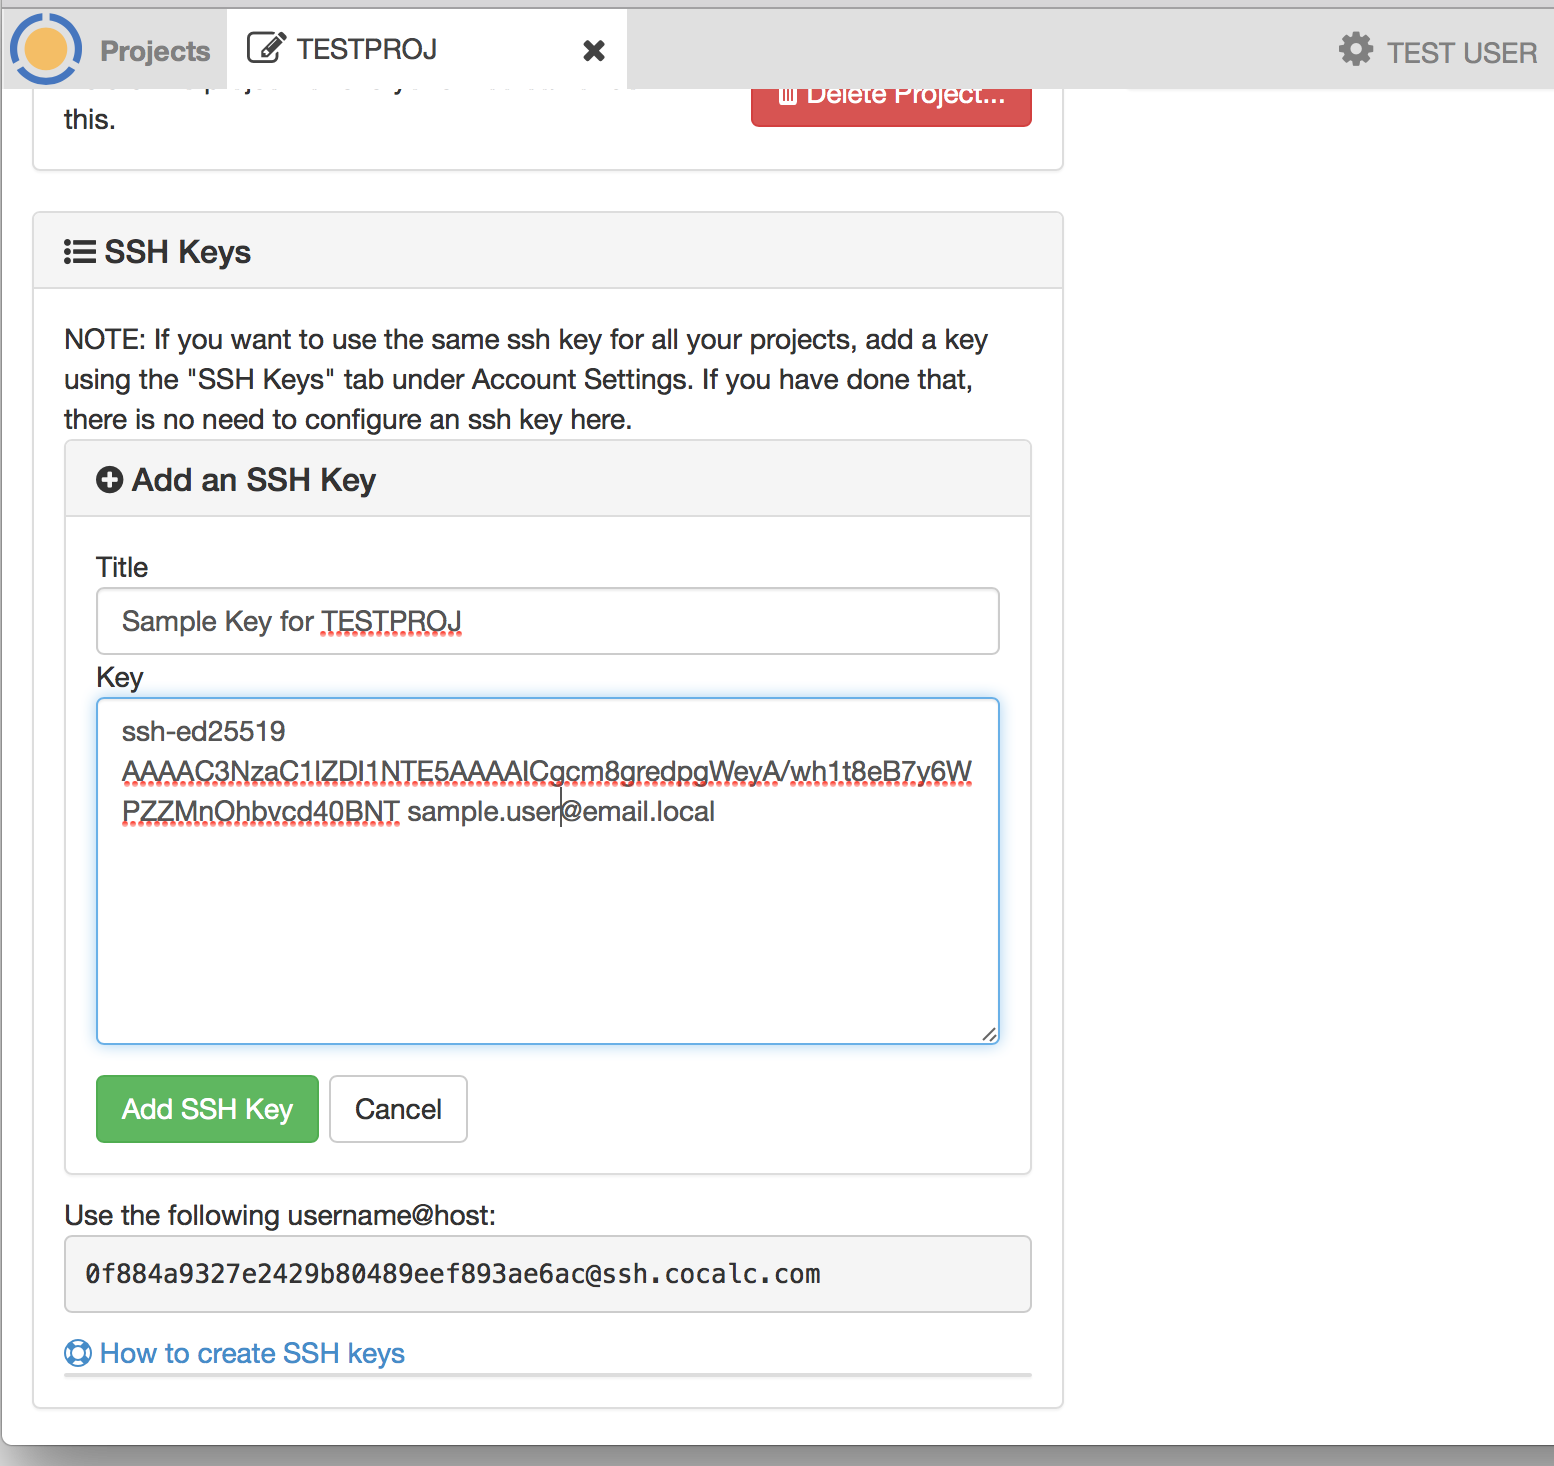 Projects
TESTPROJ
TEST USER
this.
Delete Project...
SSH Keys
NOTE: If you want to use the same ssh key for all your projects, add a key
using the "SSH Keys" tab under Account Settings. If you have done that,
there is no need to configure an ssh key here.
Add an SSH Key
Title
Sample Key for TESTPROJ
Key
ssh-ed25519
AAAAC3NzaC1lZDI1NTE5AAAAICgcm8gredpgWeyA/wh1t8eB7y6W
PZZMnOhbvcd40BNT sample.user@email.local
Add SSH Key
Cancel
Use the following username@host:
0f884a9327e2429b80489eef893ae6ac@ssh.cocalc.com
How to create SSH keys